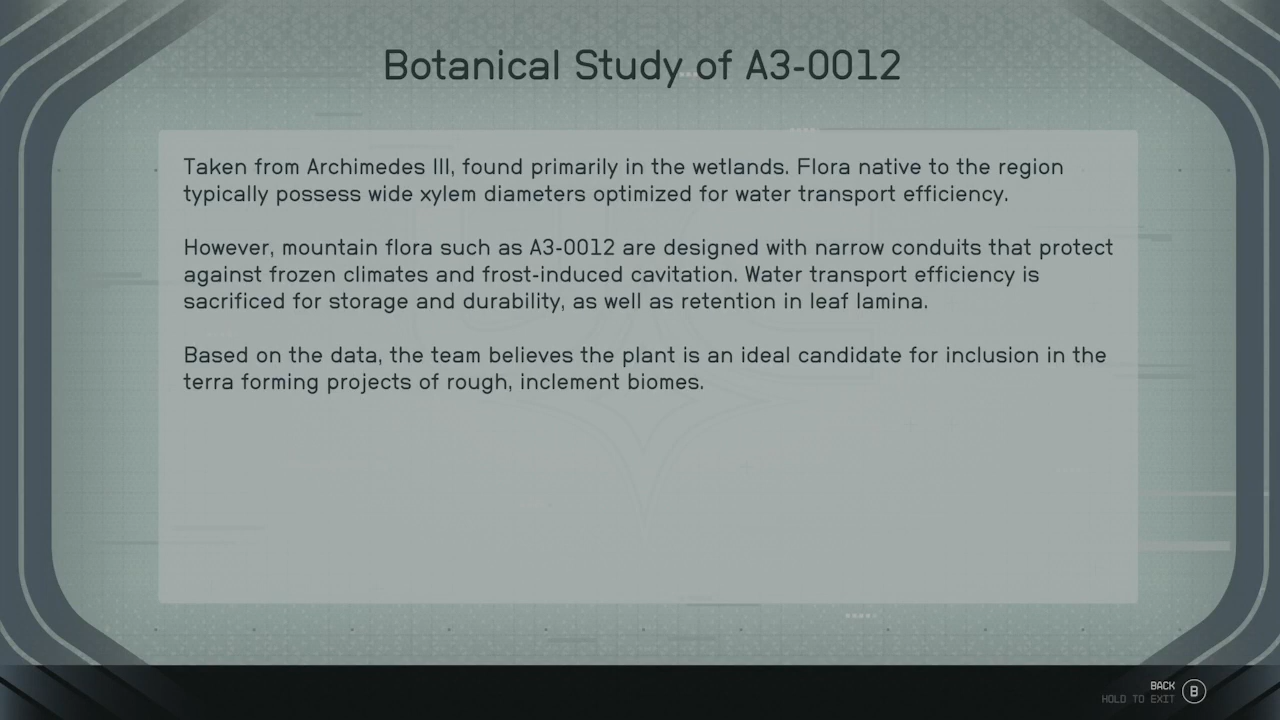 Botanical Study of A3-0012
Taken from Archimedes III, found primarily in the wetlands. Flora native to the region
typically possess wide xylem diameters optimized for water transport efficiency.
However, mountain flora such as A3-0012 are designed with narrow conduits that protect
against frozen climates and frost-induced cavitation. Water transport efficiency is
sacrificed for storage and durability, as well as retention in leaf lamina.
Based on the data, the team believes the plant is an ideal candidate for inclusion in the
terra forming projects of rough, inclement biomes.
BACK
HOLD TO EXIT
B